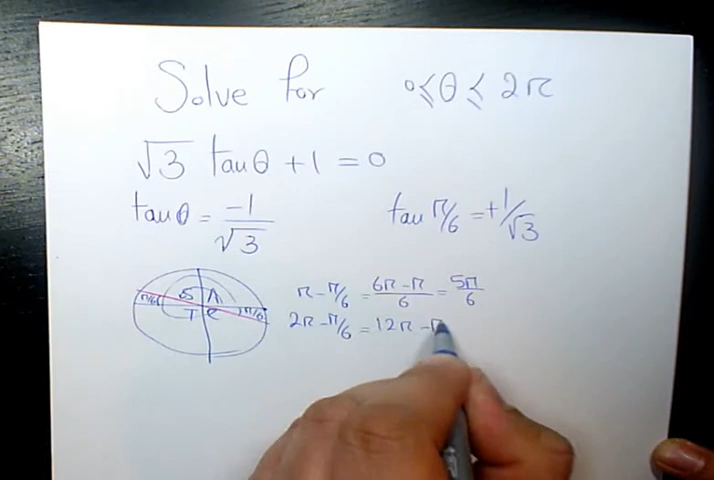 Solve for 0 ≤ θ ≤ 2π
√3 tanθ + 1 = 0
tanθ = -1/√3 tan π/6 = +1/√3
S A
π/6 T C π/6
π - π/6 = 6π - π/6 = 5π/6
2π - π/6 = 12π - π